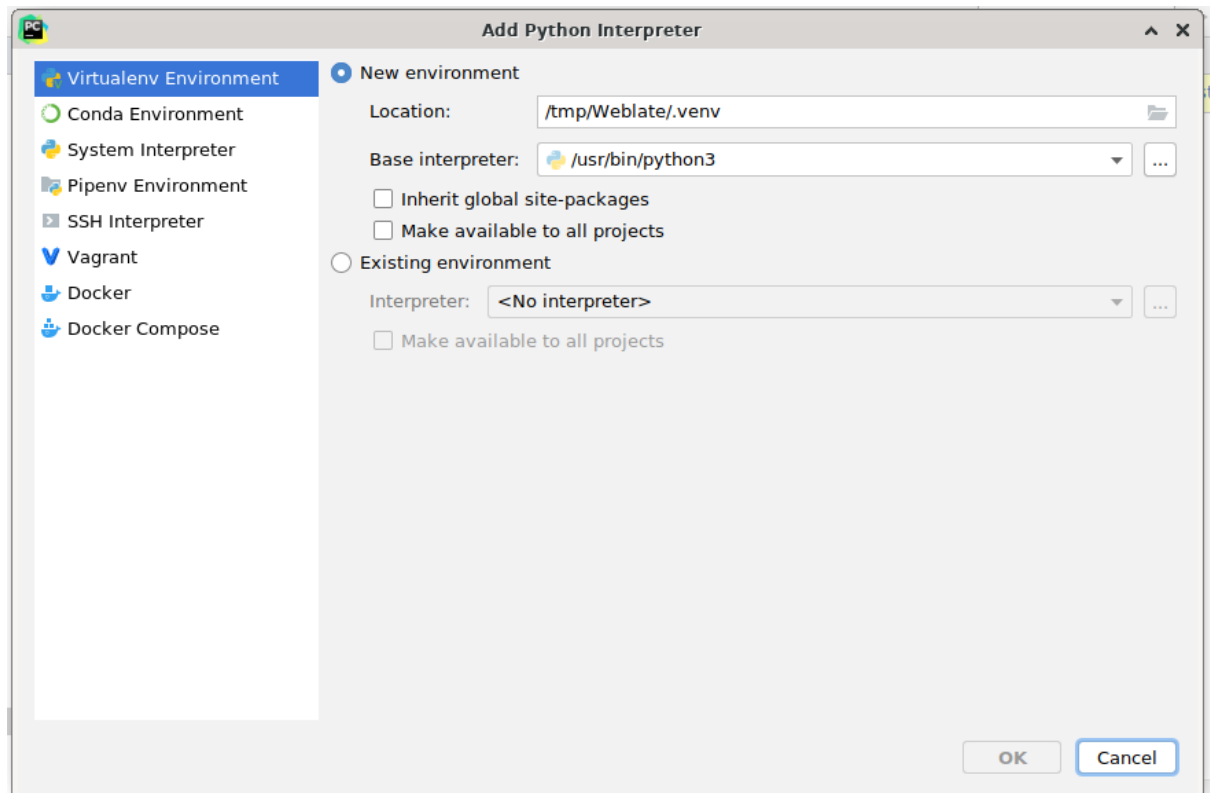 PC
Add Python Interpreter
Virtualenv Environment
Conda Environment
System Interpreter
Pipenv Environment
SSH Interpreter
Vagrant
Docker
Docker Compose
New environment
Location: /tmp/Weblate/.venv
Base interpreter: /usr/bin/python3 ...
Inherit global site-packages
Make available to all projects
Existing environment
Interpreter: <No interpreter> ...
Make available to all projects
OK Cancel